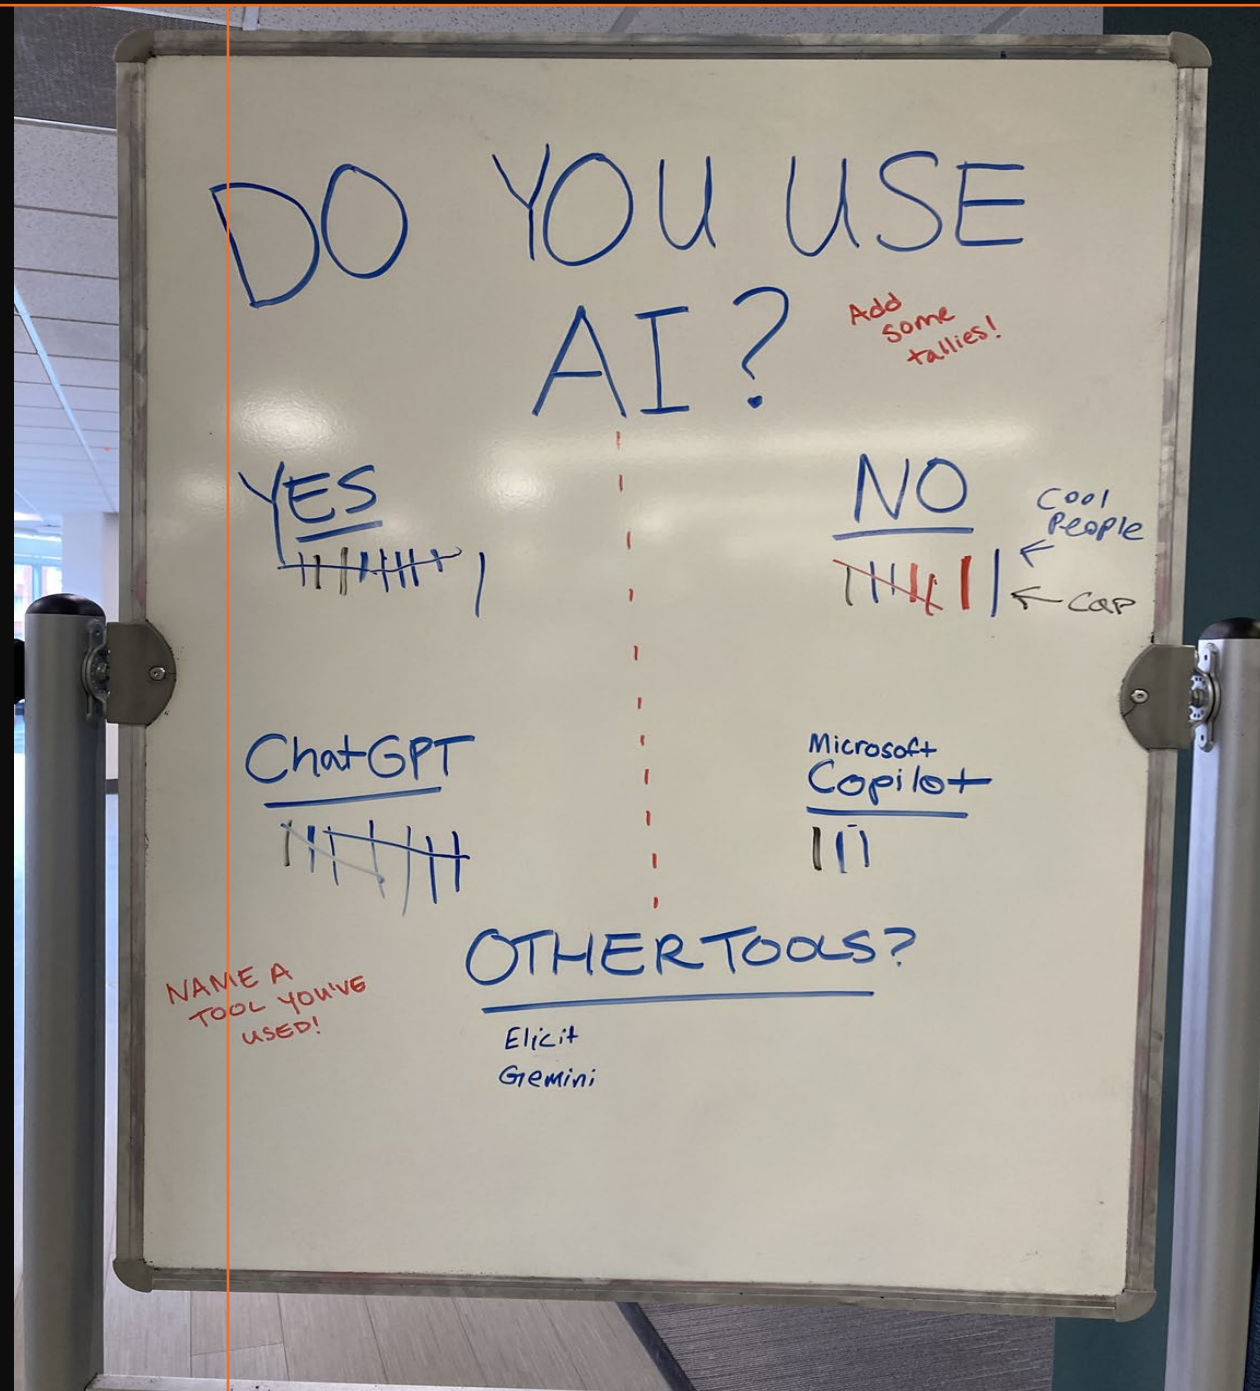 DO YOU USE
AI?
Add
some
tallies!
YES
NO
Cool
People
Cap
ChatGPT
Microsoft
Copilot
OTHER TOOLS?
NAME A
TOOL YOU'VE
USED!
Elicit
Gemini